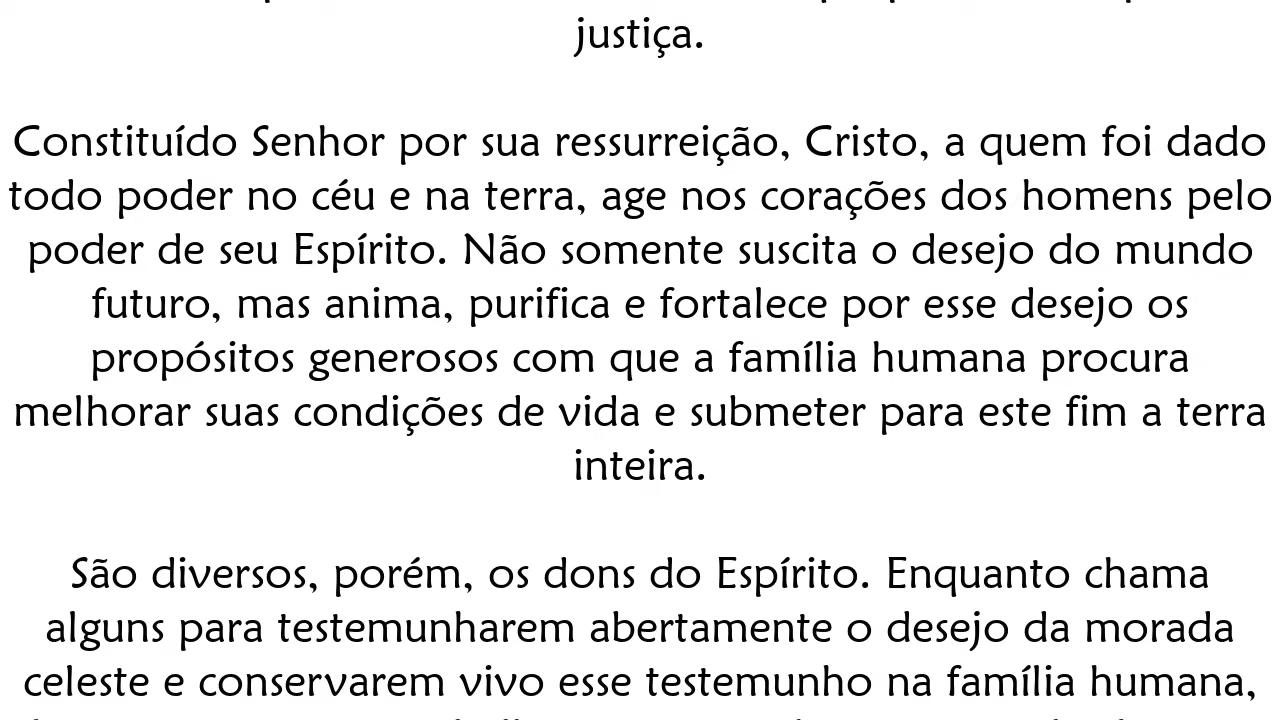 justiça.
Constituído Senhor por sua ressurreição, Cristo, a quem foi dado
todo poder no céu e na terra, age nos corações dos homens pelo
poder de seu Espírito. Não somente suscita o desejo do mundo
futuro, mas anima, purifica e fortalece por esse desejo os
propósitos generosos com que a família humana procura
melhorar suas condições de vida e submeter para este fim a terra
inteira.
São diversos, porém, os dons do Espírito. Enquanto chama
alguns para testemunharem abertamente o desejo da morada
celeste e conservarem vivo esse testemunho na família humana,